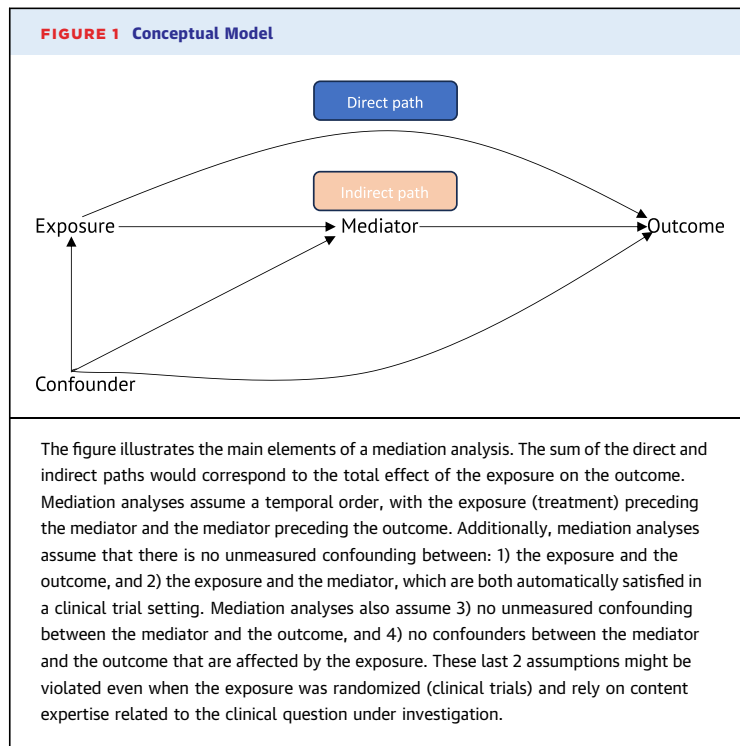 FIGURE 1 Conceptual Model
Direct path
Indirect path
Exposure
Mediator
Outcome
Confounder
The figure illustrates the main elements of a mediation analysis. The sum of the direct and
indirect paths would correspond to the total effect of the exposure on the outcome.
Mediation analyses assume a temporal order, with the exposure (treatment) preceding
the mediator and the mediator preceding the outcome. Additionally, mediation analyses
assume that there is no unmeasured confounding between: 1) the exposure and the
outcome, and 2) the exposure and the mediator, which are both automatically satisfied in
a clinical trial setting. Mediation analyses also assume 3) no unmeasured confounding
between the mediator and the outcome, and 4) no confounders between the mediator
and the outcome that are affected by the exposure. These last 2 assumptions might be
violated even when the exposure was randomized (clinical trials) and rely on content
expertise related to the clinical question under investigation.